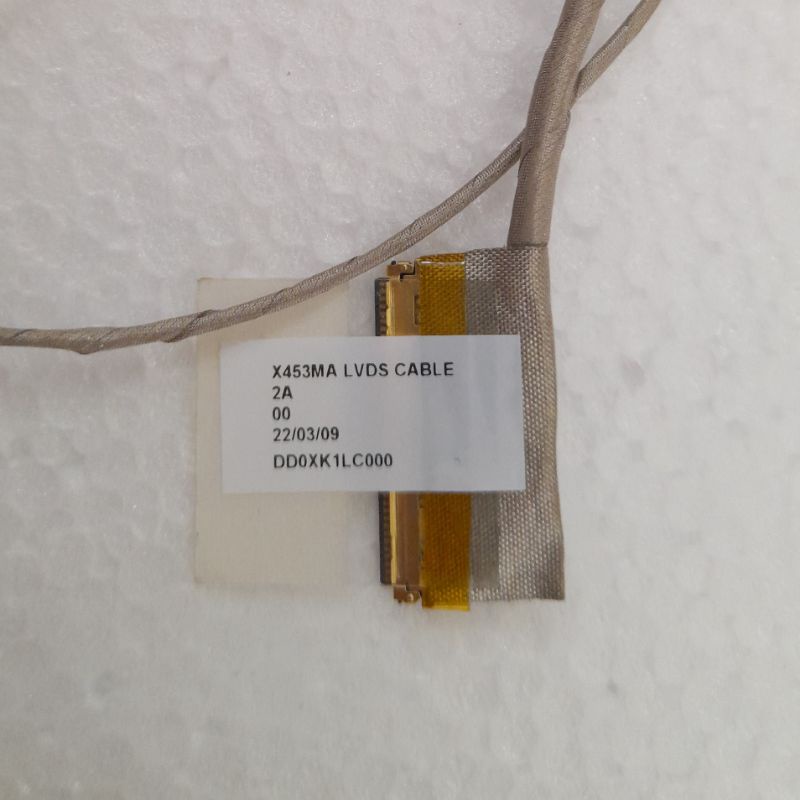 X453MA LVDS CABLE
2A
00
22/03/09
DD0XK1LC000